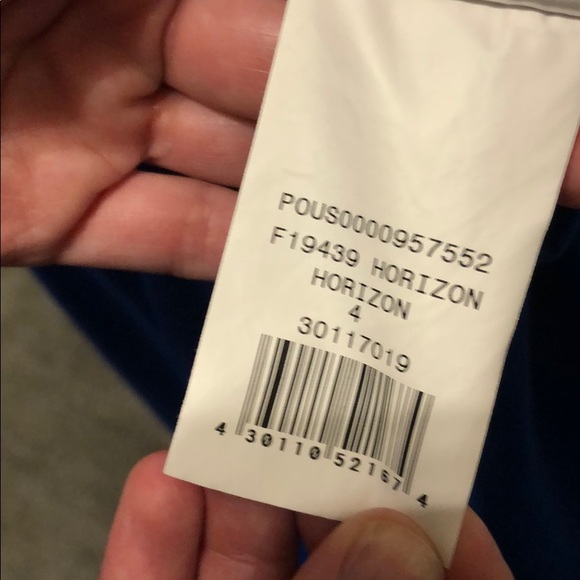 POUS0000957552
F19439 HORIZON
HORIZON
4
30117019
4 30110 52167 4